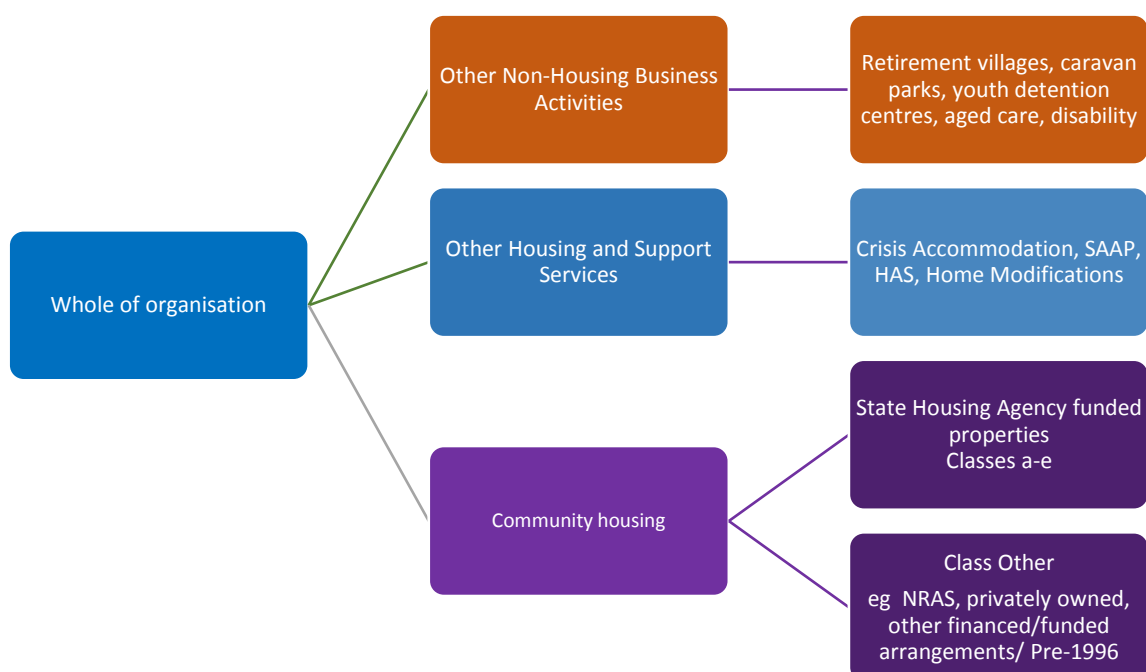 Other Non-Housing Business
Activities
Retirement villages, caravan
parks, youth detention
centres, aged care, disability
Whole of organisation
Other Housing and Support
Services
Crisis Accommodation, SAAP,
HAS, Home Modifications
Community housing
State Housing Agency funded
properties
Classes a-e
Class Other
eg NRAS, privately owned,
other financed/funded
arrangements/ Pre-1996